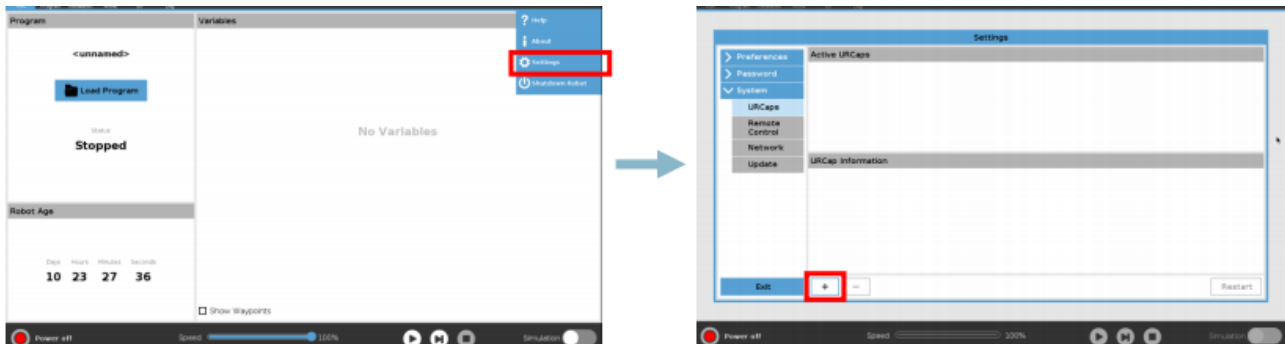 Program
<unnamed>
Load Program
Status
Stopped
Robot Age
Days Hours Minutes Seconds
10 23 27 36
Variables
No Variables
Show Waypoints
? Help
i About
Settings
Shutdown Robot
Power off
Speed
100%
Simulation
Settings
Preferences
Password
System
URCaps
Remote
Control
Network
Update
Exit
Active URCaps
URCap Information
+ -
Restart
Power off
Speed
100%
Simulation